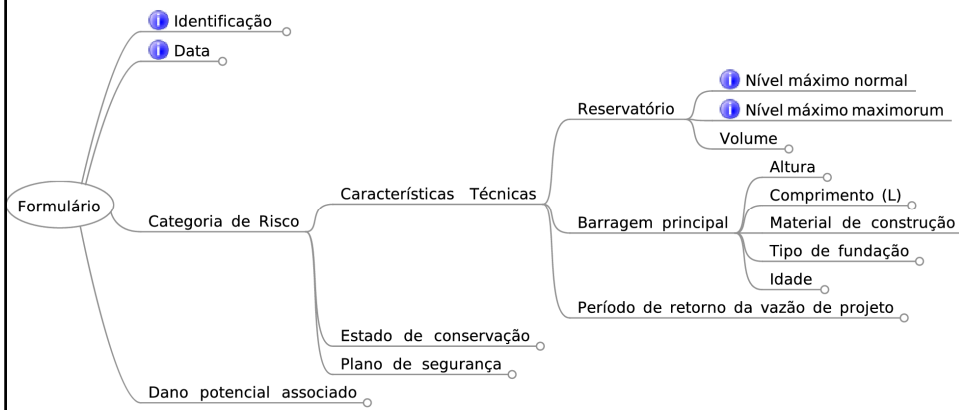 Identificação
Data
Nível máximo normal
Reservatório
Nível máximo maximorum
Volume
Altura
Características Técnicas
Comprimento (L)
Formulário
Categoria de Risco
Barragem principal
Material de construção
Tipo de fundação
Idade
Período de retorno da vazão de projeto
Estado de conservação
Plano de segurança
Dano potencial associado